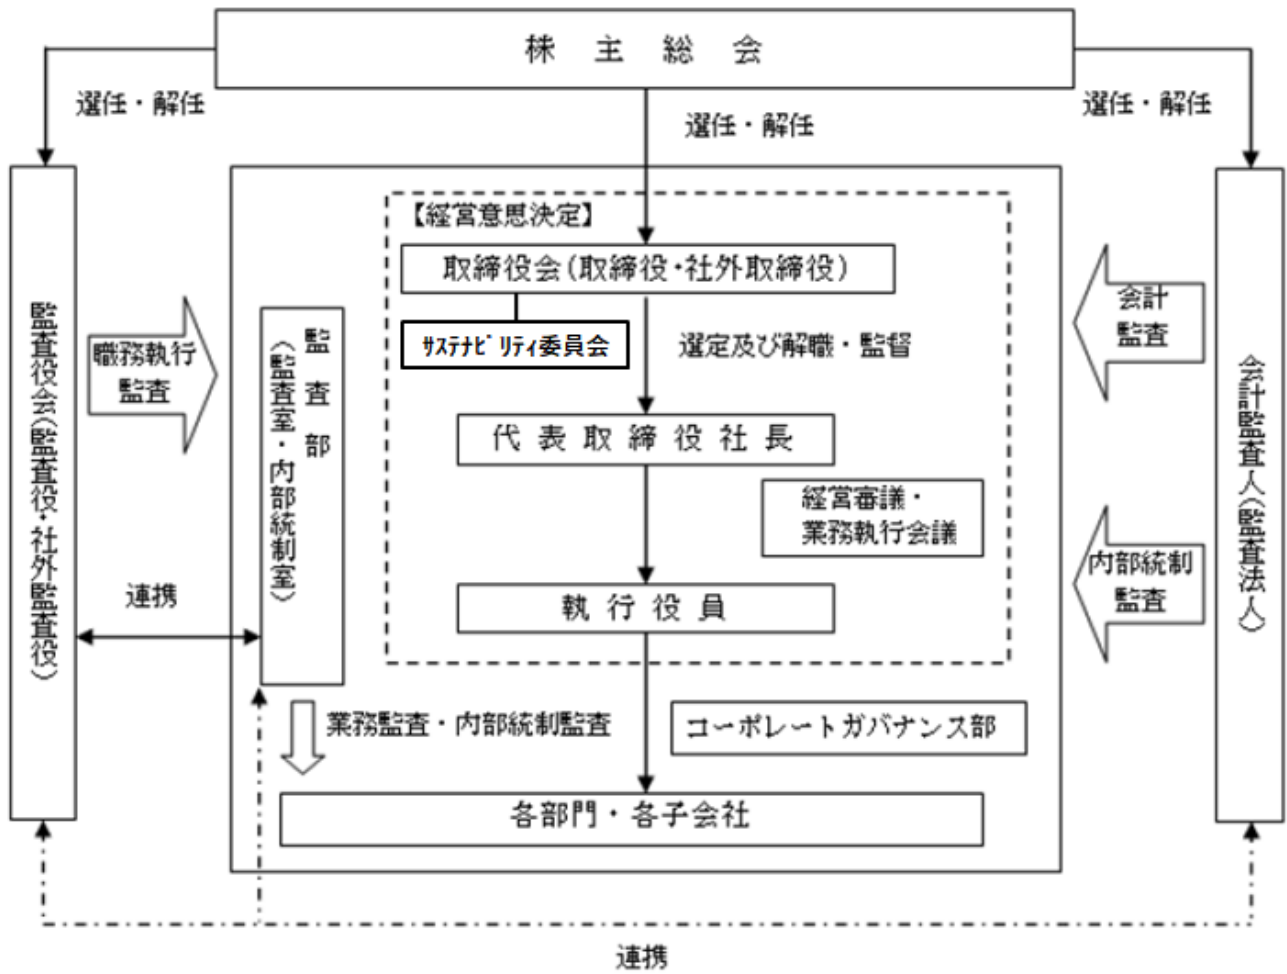 株主総会
選任・解任
選任・解任
選任・解任
【経営意思決定】
取締役会(取締役・社外取締役)
サステナビリティ委員会
選定及び解職・監督
代表取締役社長
経営審議・
業務執行会議
執行役員
監査役会(監査役・社外監査役)
職務執行
監査
監査部
(監査室・内部統制室)
連携
会計
監査
内部統制
監査
会計監査人(監査法人)
業務監査・内部統制監査
コーポレートガバナンス部
各部門・各子会社
連携